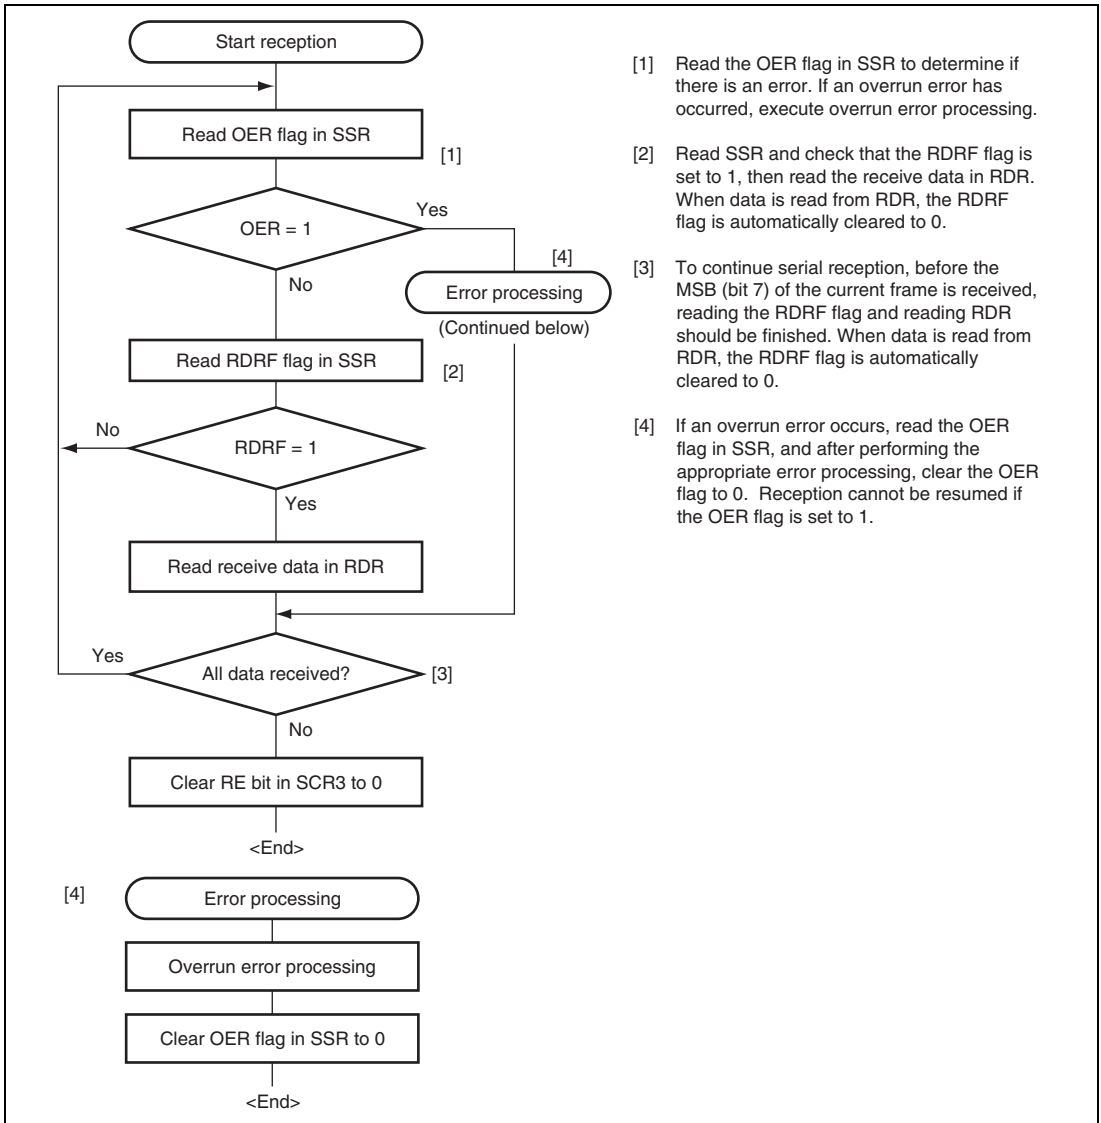 Start reception
Read OER flag in SSR
[1]
OER = 1
Yes
No
[4]
Error processing
(Continued below)
Read RDRF flag in SSR
[2]
No
RDRF = 1
Yes
Read receive data in RDR
Yes
All data received?
[3]
No
Clear RE bit in SCR3 to 0
<End>
[4]
Error processing
Overrun error processing
Clear OER flag in SSR to 0
<End>
[1] Read the OER flag in SSR to determine if
there is an error. If an overrun error has
occurred, execute overrun error processing.
[2] Read SSR and check that the RDRF flag is
set to 1, then read the receive data in RDR.
When data is read from RDR, the RDRF
flag is automatically cleared to 0.
[3] To continue serial reception, before the
MSB (bit 7) of the current frame is received,
reading the RDRF flag and reading RDR
should be finished. When data is read from
RDR, the RDRF flag is automatically
cleared to 0.
[4] If an overrun error occurs, read the OER
flag in SSR, and after performing the
appropriate error processing, clear the OER
flag to 0.  Reception cannot be resumed if
the OER flag is set to 1.